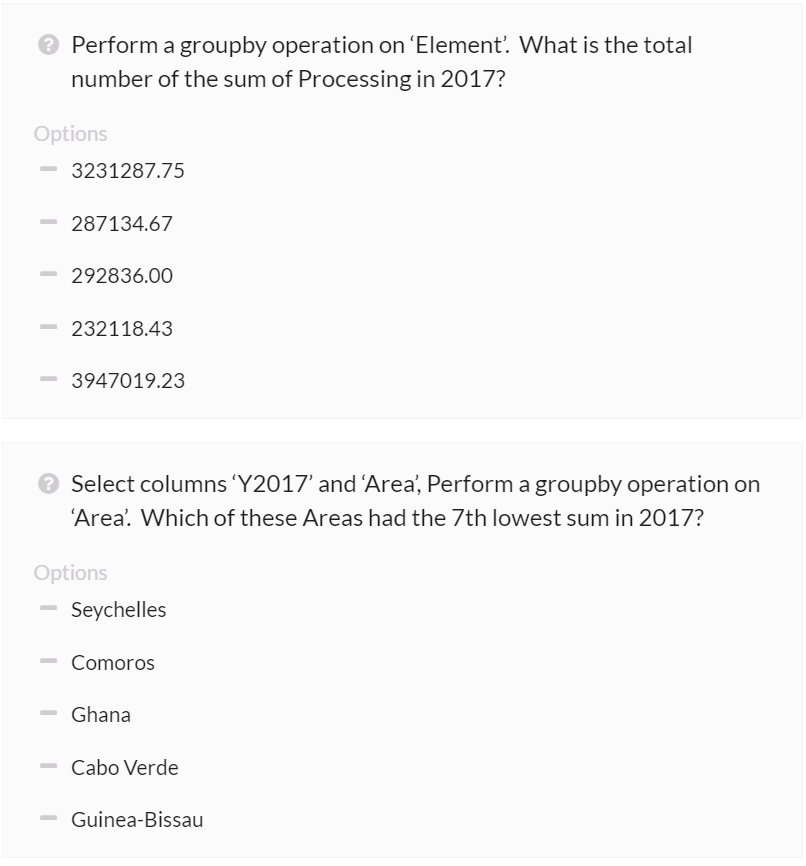 Perform a groupby operation on ‘Element’.  What is the total
number of the sum of Processing in 2017?
Options
3231287.75
287134.67
292836.00
232118.43
3947019.23
Select columns ‘Y2017’ and ‘Area’, Perform a groupby operation on
‘Area’.  Which of these Areas had the 7th lowest sum in 2017?
Options
Seychelles
Comoros
Ghana
Cabo Verde
Guinea-Bissau